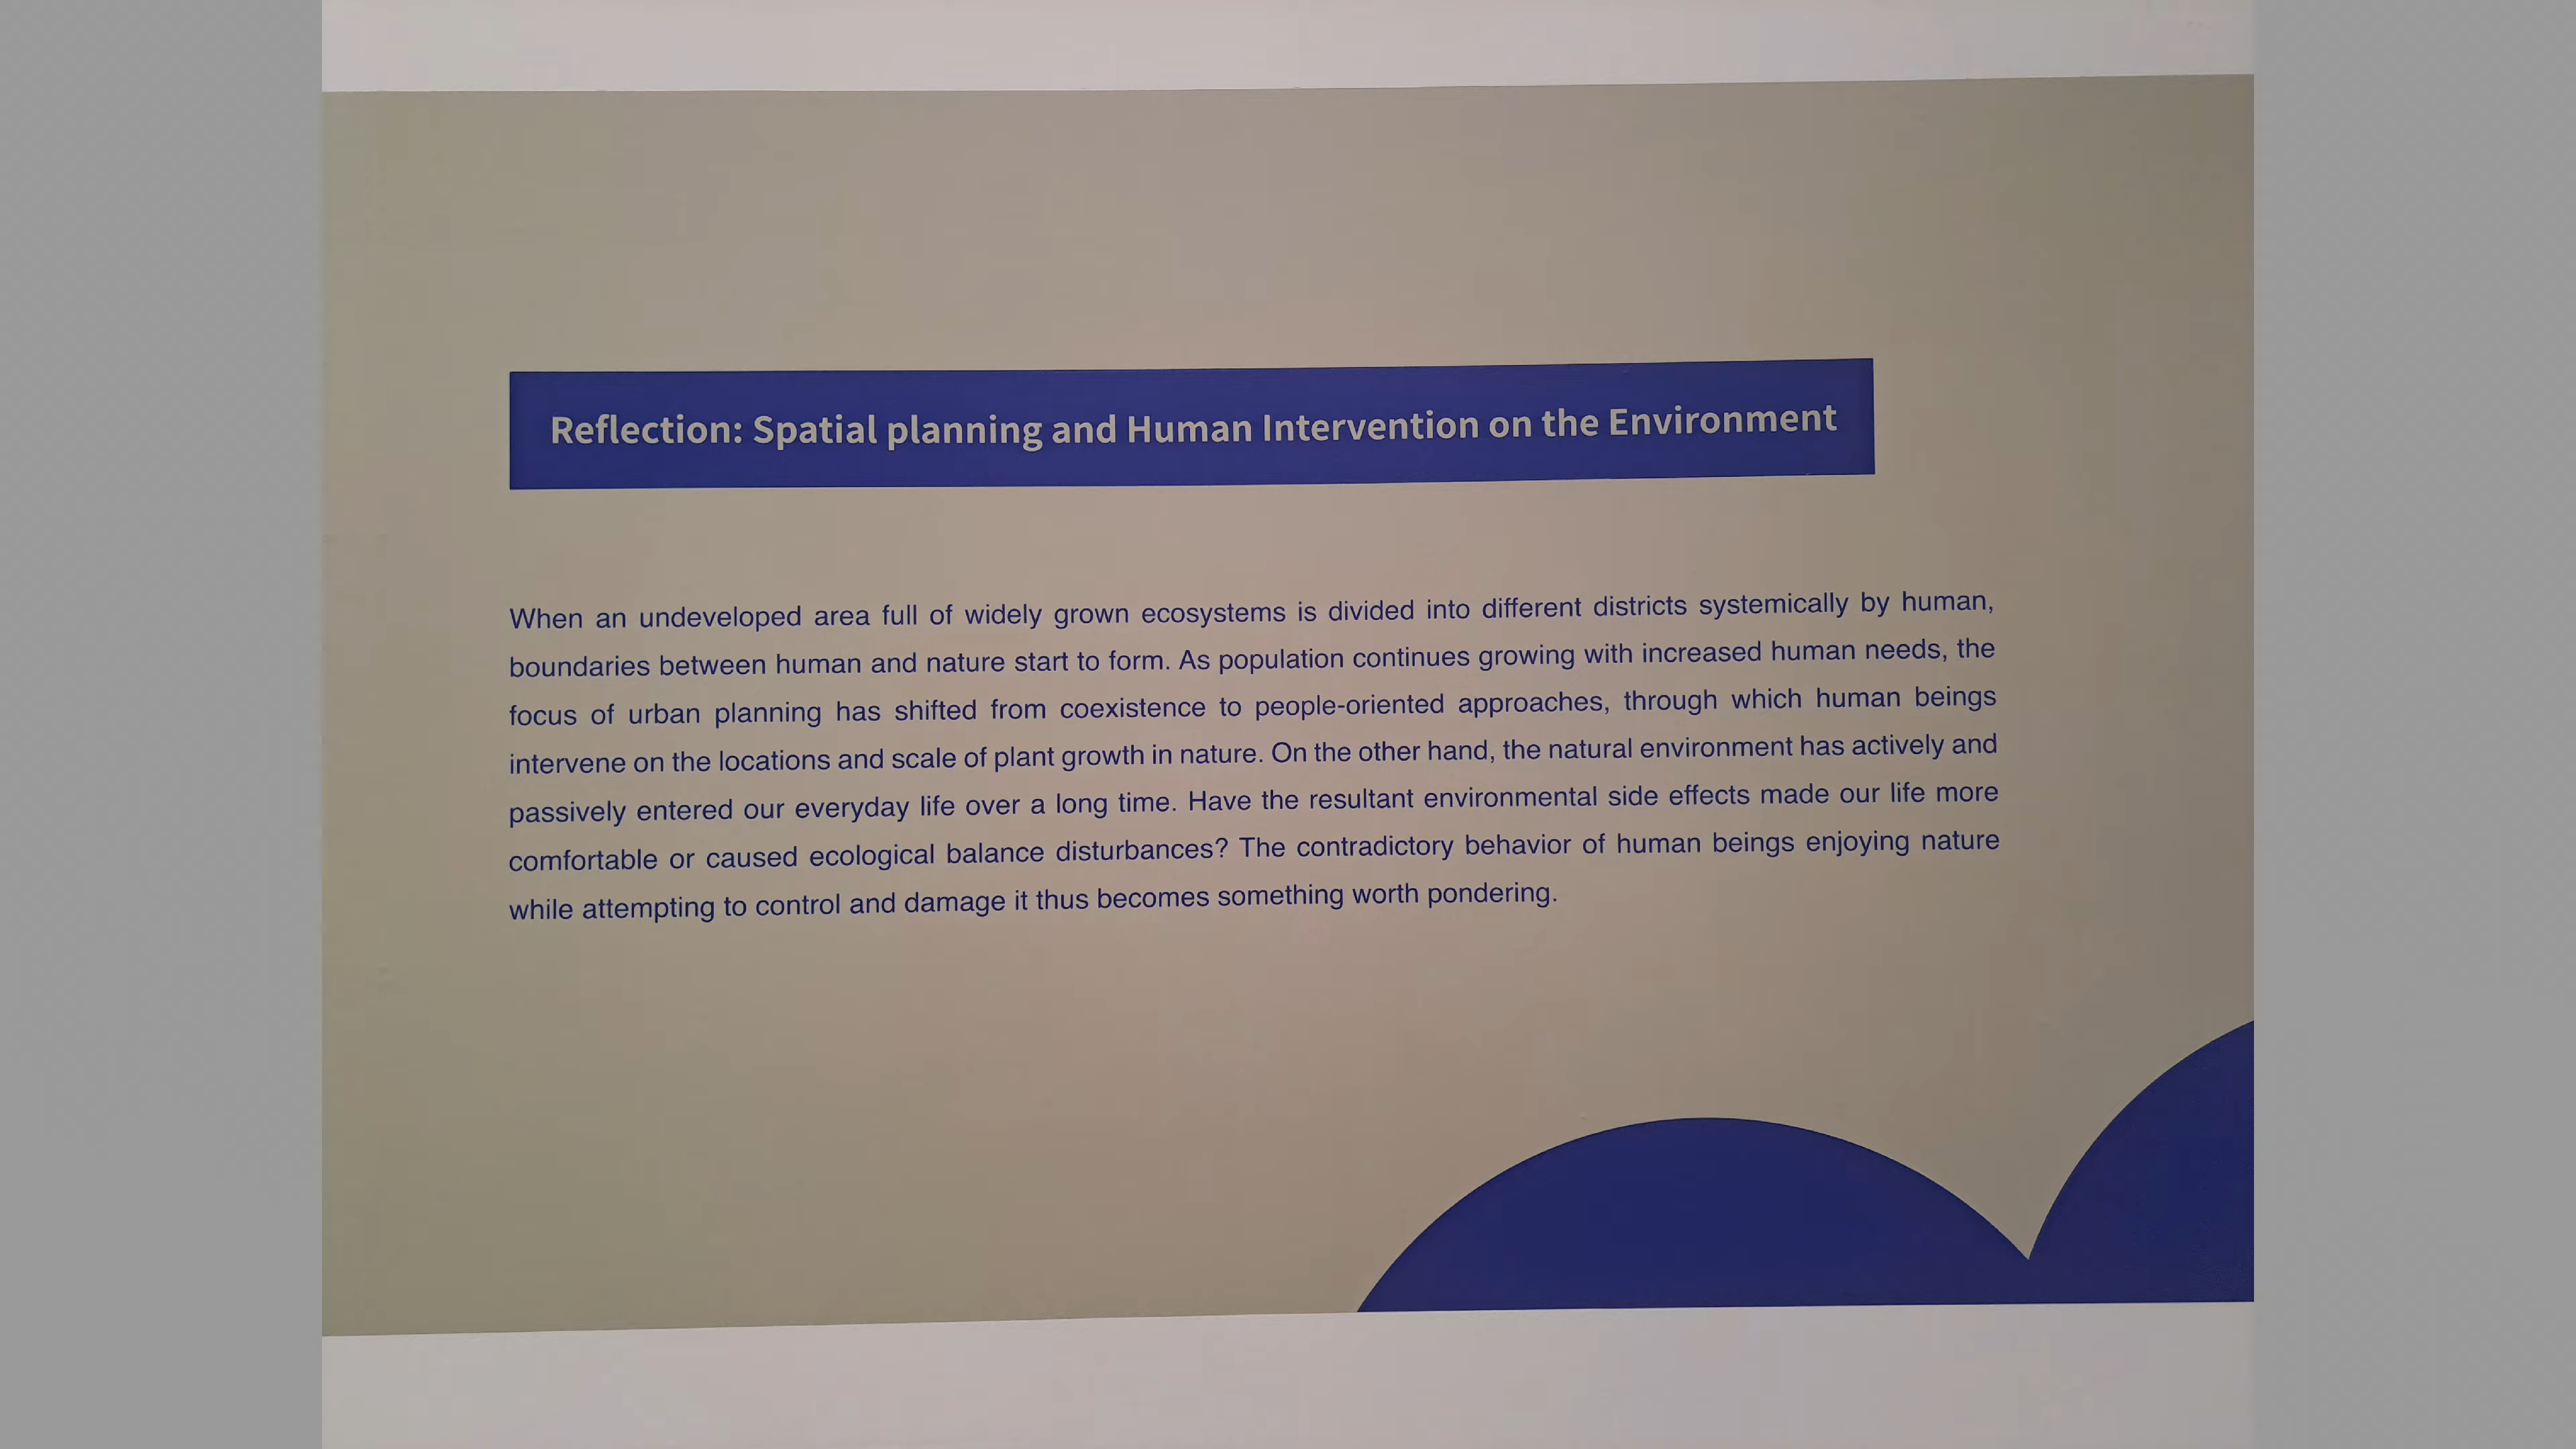 Reflection: Spatial planning and Human Intervention on the Environment
When an undeveloped area full of widely grown ecosystems is divided into different districts systemically by human,
boundaries between human and nature start to form. As population continues growing with increased human needs, the
focus of urban planning has shifted from coexistence to people-oriented approaches, through which human beings
intervene on the locations and scale of plant growth in nature. On the other hand, the natural environment has actively and
passively entered our everyday life over a long time. Have the resultant environmental side effects made our life more
comfortable or caused ecological balance disturbances? The contradictory behavior of human beings enjoying nature
while attempting to control and damage it thus becomes something worth pondering.